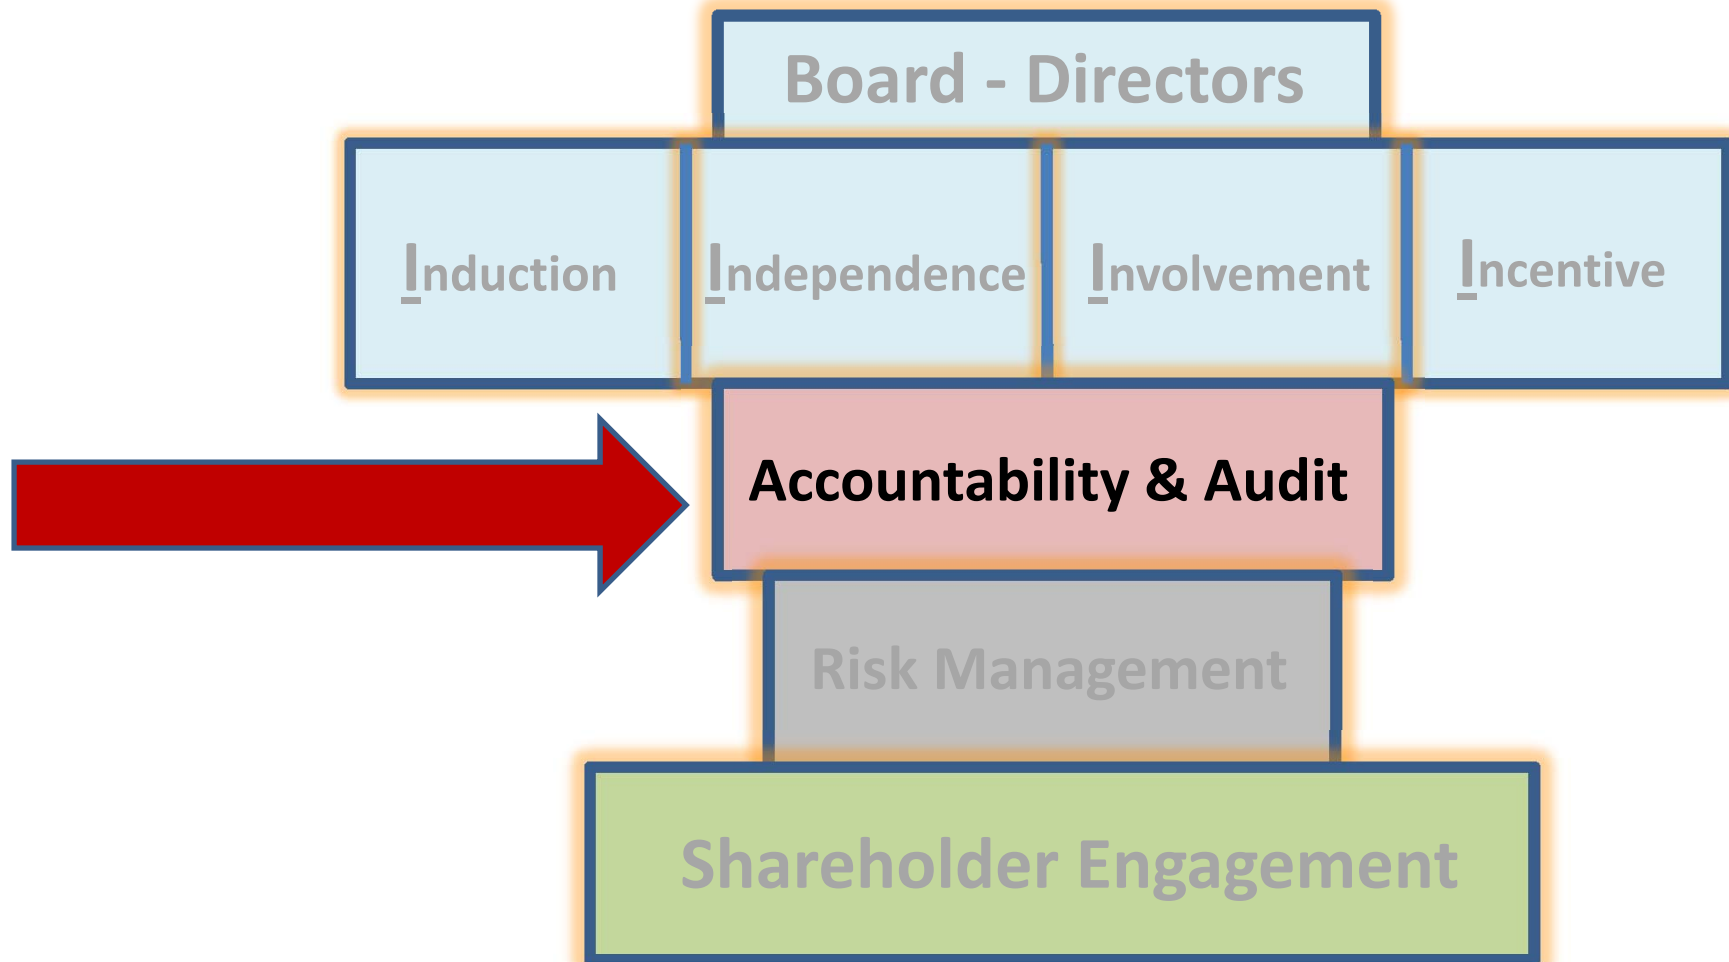 Board - Directors
Induction
Independence
Involvement
Incentive
Accountability & Audit
Risk Management
Shareholder Engagement